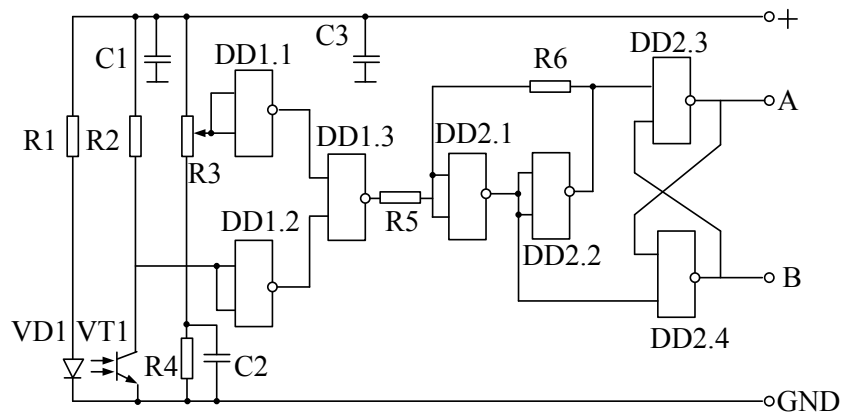 +
C1
C3
DD1.1
DD2.3
R6
A
R1
R2
R3
DD1.3
DD2.1
R5
DD1.2
DD2.2
B
VD1
VT1
R4
C2
DD2.4
GND